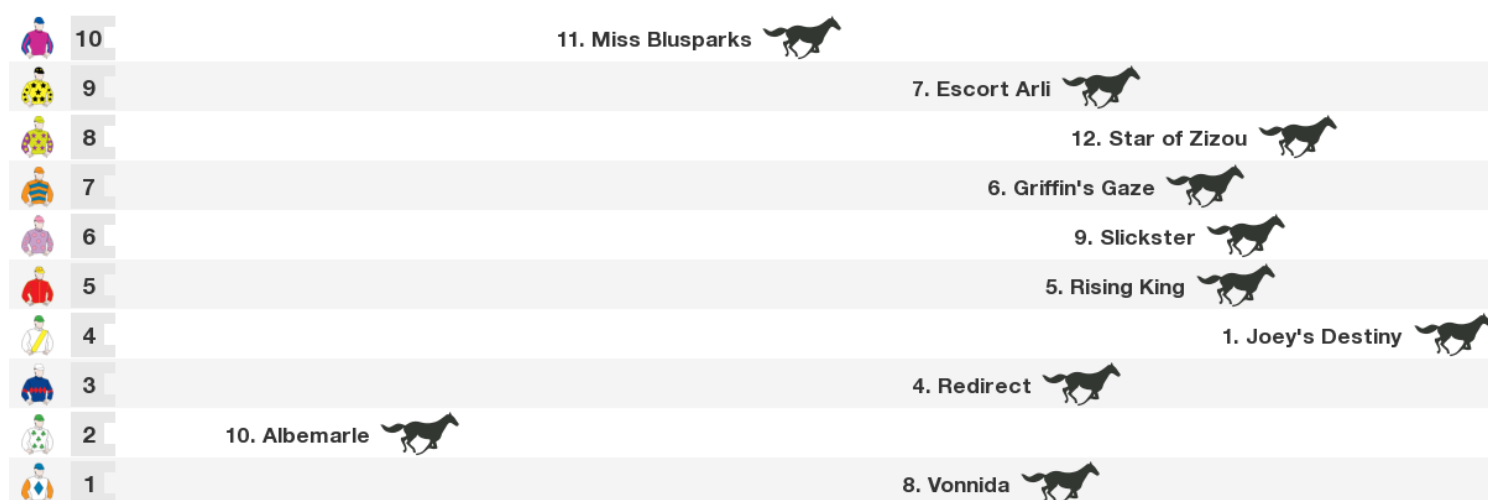 10 11. Miss Blusparks
9 7. Escort Arli
8 12. Star of Zizou
7 6. Griffin's Gaze
6 9. Slickster
5 5. Rising King
4 1. Joey's Destiny
3 4. Redirect
2 10. Albemarle
1 8. Vonnida